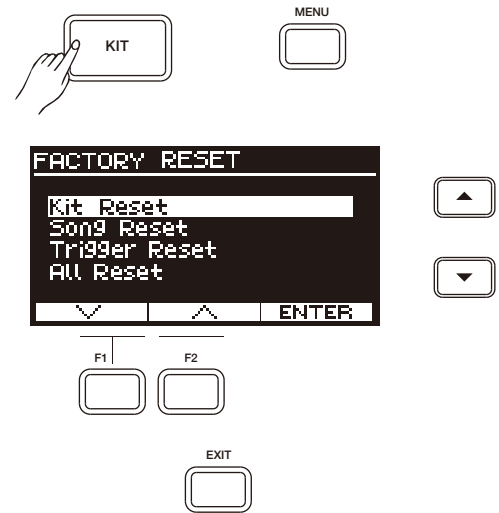 KIT
MENU
FACTORY RESET
Kit Reset
Song Reset
Trigger Reset
All Reset
ENTER
F1
F2
EXIT